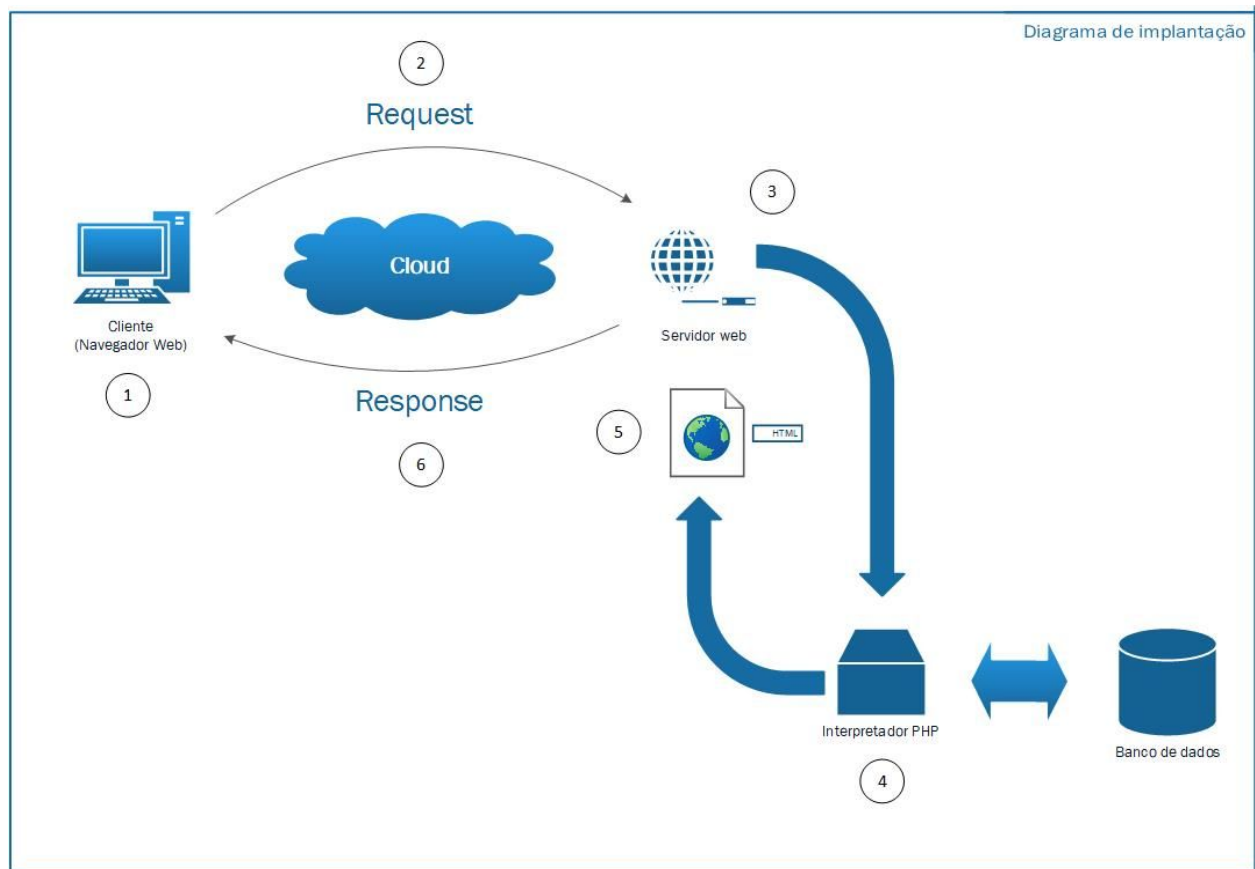 Diagrama de implantação
2
Request
3
Cloud
Cliente
(Navegador Web)
Servidor web
1
Response
5
HTML
6
Interpretador PHP
Banco de dados
4